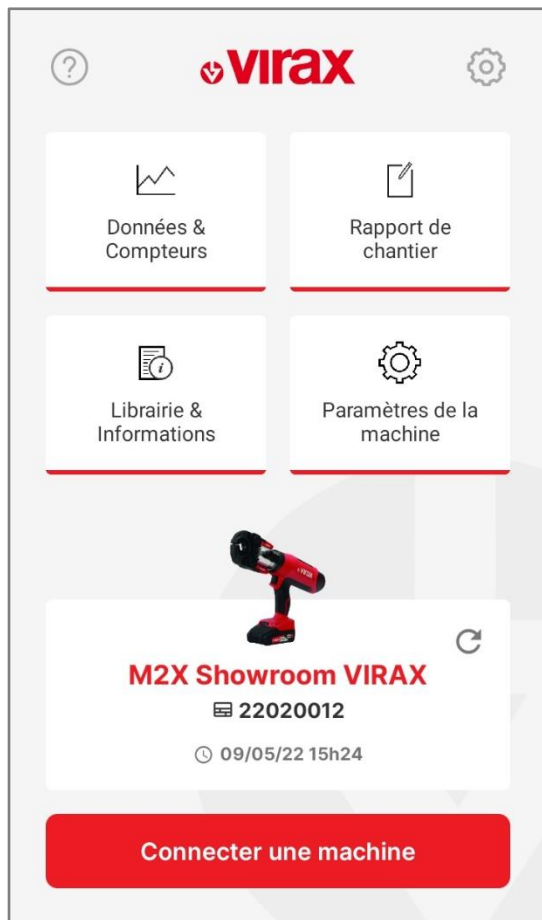 ?
virax
Données &
Compteurs
Rapport de
chantier
Librairie &
Informations
Paramètres de la
machine
VIRAX
M2X Showroom VIRAX
22020012
09/05/22 15h24
Connecter une machine